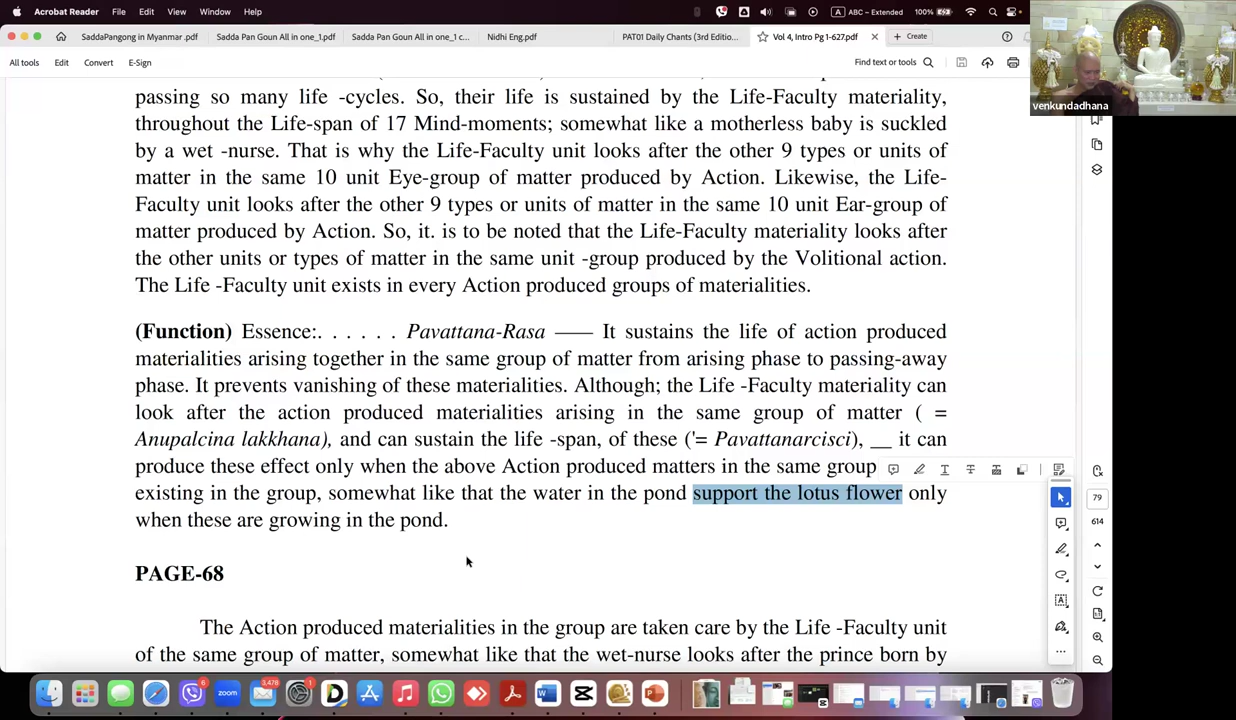 Acrobat Reader File Edit View Window Help
ABC – Extended 100%
SaddaPangong in Myanmar .pdf Sadda Pan Goun All in one_1.pdf Sadda Pan Goun All in one_1 c... Nidhi Eng.pdf PAT01 Daily Chants (3rd Editio... Vol 4, Intro Pg 1-627.pdf Create
All tools Edit Convert E-Sign Find text or tools
venkundadhana
passing so many life -cycles. So, their life is sustained by the Life-Faculty materiality,
throughout the Life-span of 17 Mind-moments; somewhat like a motherless baby is suckled
by a wet -nurse. That is why the Life-Faculty unit looks after the other 9 types or units of
matter in the same 10 unit Eye-group of matter produced by Action. Likewise, the Life-
Faculty unit looks after the other 9 types or units of matter in the same 10 unit Ear-group of
matter produced by Action. So, it. is to be noted that the Life-Faculty materiality looks after
the other units or types of matter in the same unit -group produced by the Volitional action.
The Life -Faculty unit exists in every Action produced groups of materialities.
(Function) Essence:. . . . . . Pavattana-Rasa —— It sustains the life of action produced
materialities arising together in the same group of matter from arising phase to passing-away
phase. It prevents vanishing of these materialities. Although; the Life -Faculty materiality can
look after the action produced materialities arising in the same group of matter ( =
Anupalcina lakkhana), and can sustain the life -span, of these ('= Pavattanarcisci), __ it can
produce these effect only when the above Action produced matters in the same group
existing in the group, somewhat like that the water in the pond support the lotus flower only
when these are growing in the pond.
PAGE-68
The Action produced materialities in the group are taken care by the Life -Faculty unit
of the same group of matter, somewhat like that the wet-nurse looks after the prince born by
79
614
6
3,478
1